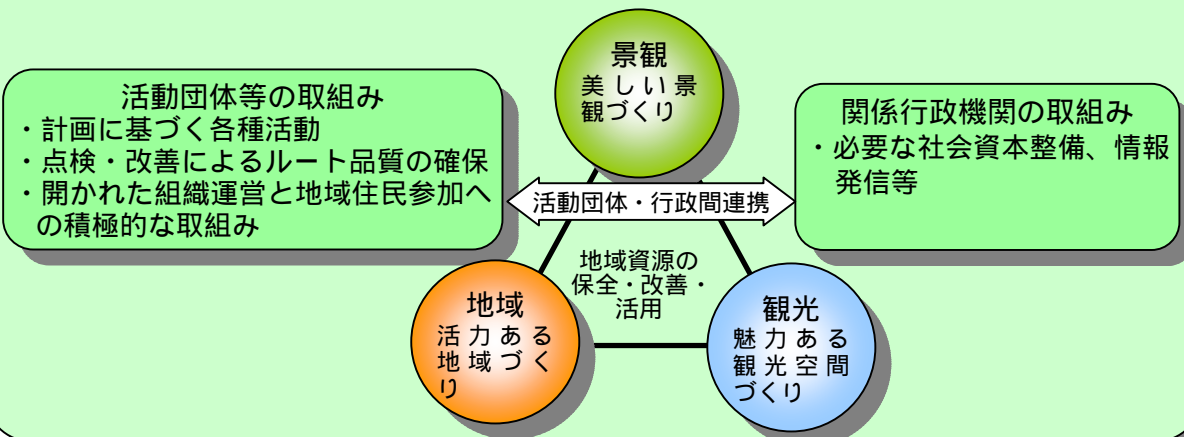 景観
美しい景
観づくり
活動団体等の取組み
・計画に基づく各種活動
・点検・改善によるルート品質の確保
・開かれた組織運営と地域住民参加へ
の積極的な取組み
関係行政機関の取組み
・必要な社会資本整備、情報
発信等
活動団体・行政間連携
地域資源の
保全・改善・
活用
地域
活力ある
地域づく
り
観光
魅力ある
観光空間
づくり